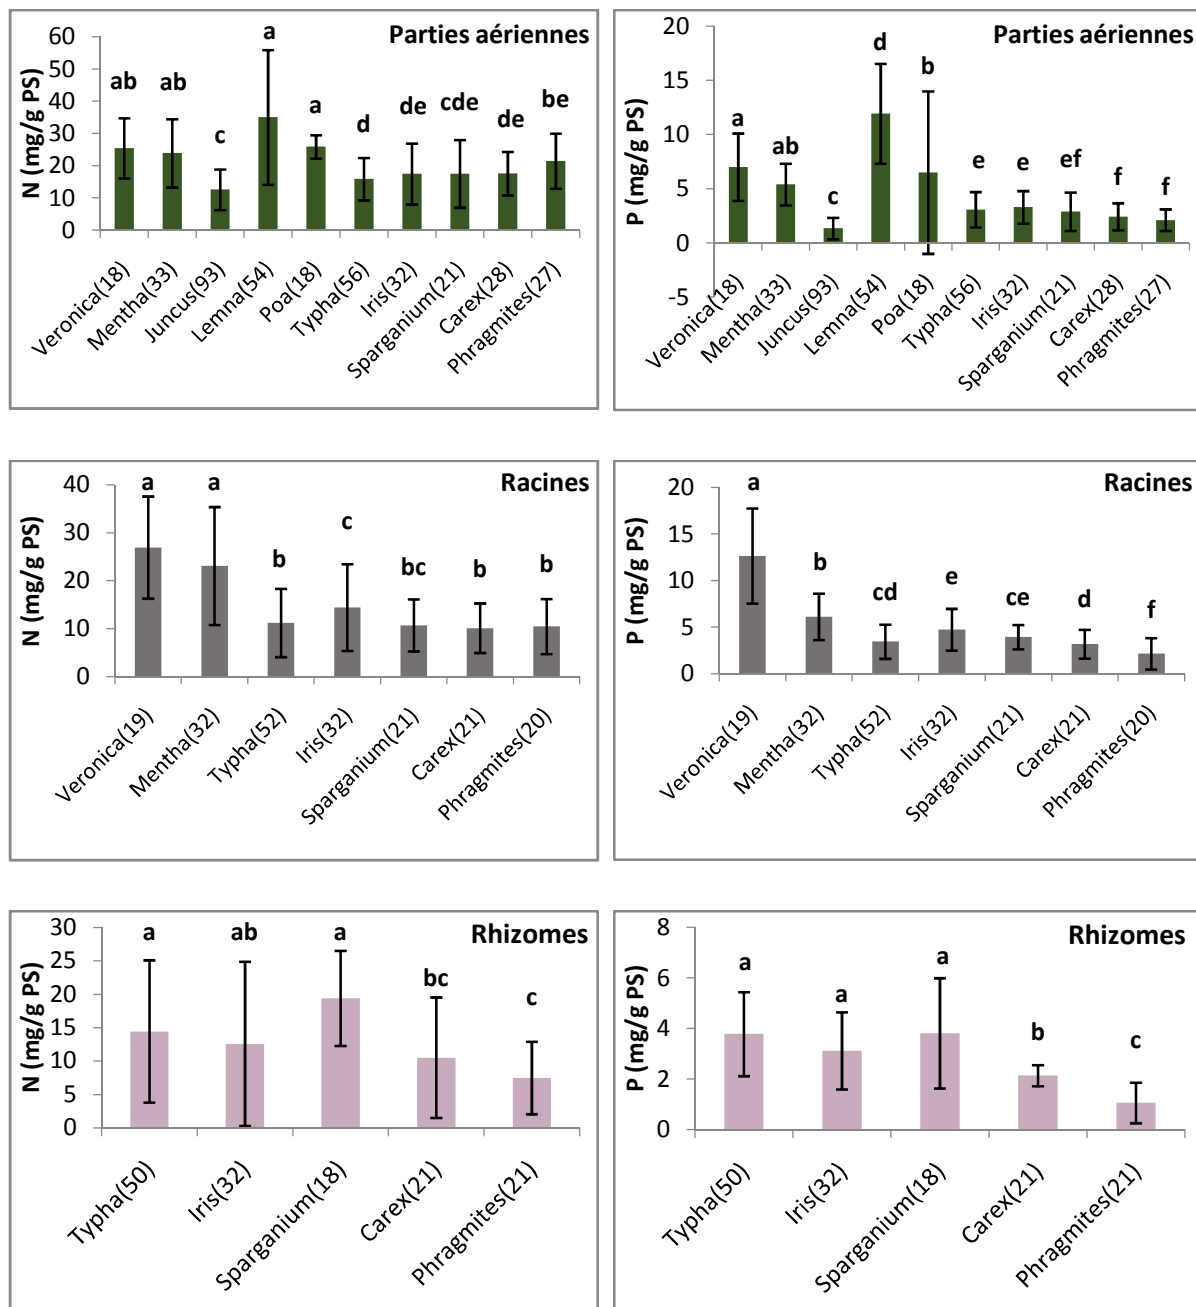 Parties aériennes
N (mg/g PS)
60
50
40
30
20
10
0
ab
ab
c
a
a
d
de
cde
de
be
Veronica(18)
Mentha(33)
Juncus(93)
Lemna(54)
Poa(18)
Typha(56)
Iris(32)
Sparganium(21)
Carex(28)
Phragmites(27)
Parties aériennes
P (mg/g PS)
20
15
10
5
0
-5
a
ab
c
d
b
e
e
ef
f
f
Veronica(18)
Mentha(33)
Juncus(93)
Lemna(54)
Poa(18)
Typha(56)
Iris(32)
Sparganium(21)
Carex(28)
Phragmites(27)
Racines
N (mg/g PS)
40
30
20
10
0
a
a
b
c
bc
b
b
Veronica(19)
Mentha(32)
Typha(52)
Iris(32)
Sparganium(21)
Carex(21)
Phragmites(20)
Racines
P (mg/g PS)
20
15
10
5
0
a
b
cd
e
ce
d
f
Veronica(19)
Mentha(32)
Typha(52)
Iris(32)
Sparganium(21)
Carex(21)
Phragmites(20)
Rhizomes
N (mg/g PS)
30
25
20
15
10
5
0
a
ab
a
bc
c
Typha(50)
Iris(32)
Sparganium(18)
Carex(21)
Phragmites(21)
Rhizomes
P (mg/g PS)
8
6
4
2
0
a
a
a
b
c
Typha(50)
Iris(32)
Sparganium(18)
Carex(21)
Phragmites(21)